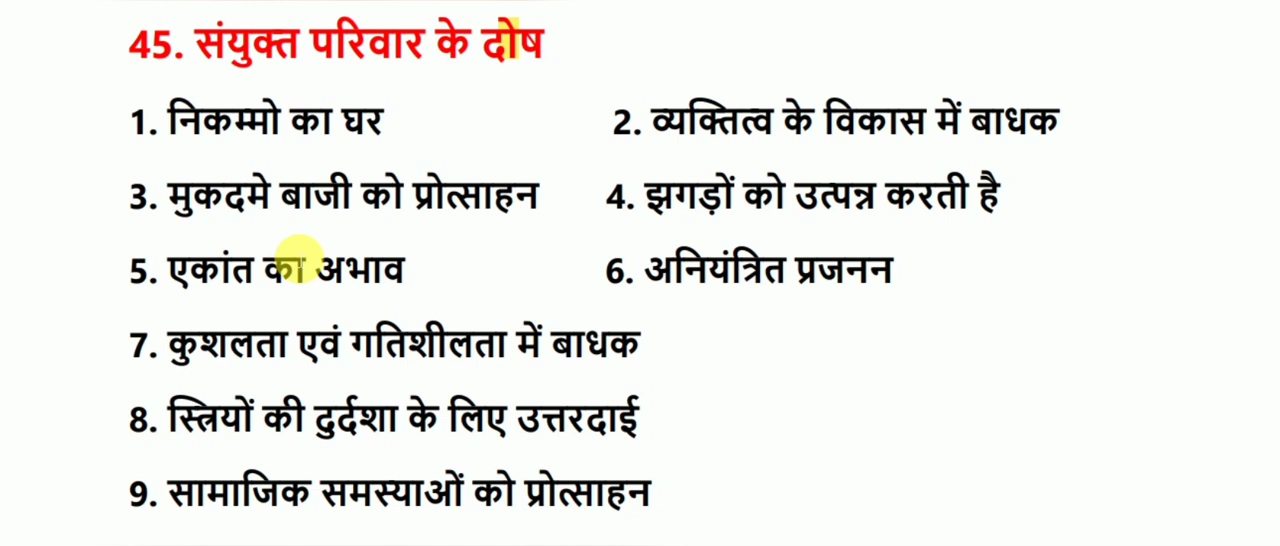 45. संयुक्त परिवार के दोष
1. निकम्मो का घर 2. व्यक्तित्व के विकास में बाधक
3. मुकदमे बाजी को प्रोत्साहन 4. झगड़ों को उत्पन्न करती है
5. एकांत का अभाव 6. अनियंत्रित प्रजनन
7. कुशलता एवं गतिशीलता में बाधक
8. स्त्रियों की दुर्दशा के लिए उत्तरदाई
9. सामाजिक समस्याओं को प्रोत्साहन